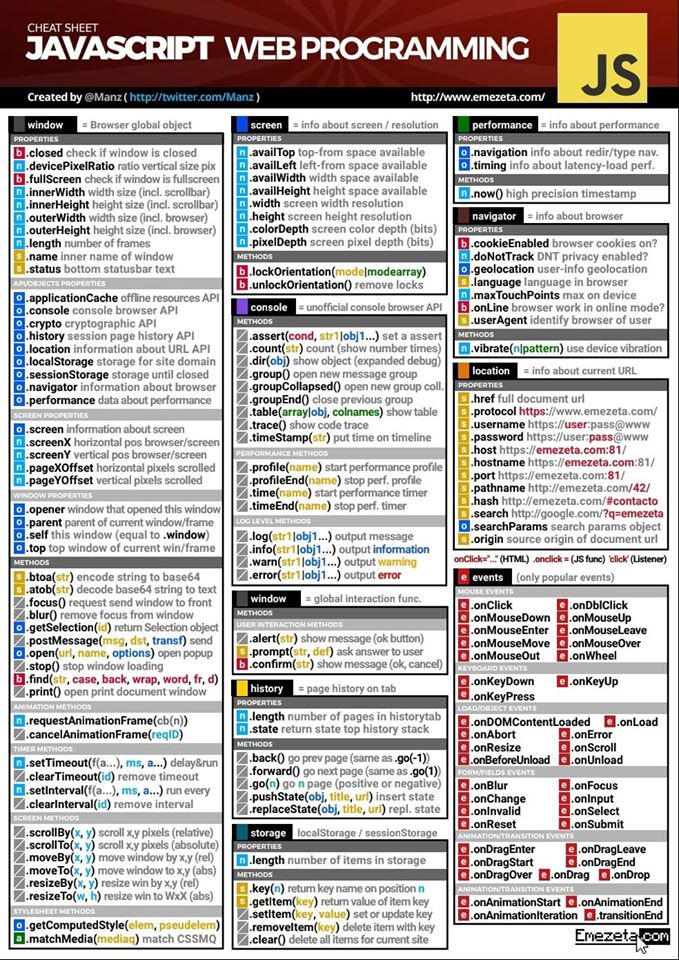 CHEAT SHEET
JAVASCRIPT WEB PROGRAMMING
JS
Created by @Manz ( http://twitter.com/Manz )
http://www.emezeta.com/
window = Browser global object
PROPERTIES
b .closed check if window is closed
n .devicePixelRatio ratio vertical size pix
b .fullScreen check if window is fullscreen
n .innerWidth width size (incl. scrollbar)
n .innerHeight height size (incl. scrollbar)
n .outerWidth width size (incl. browser)
n .outerHeight height size (incl. browser)
n .length number of frames
s .name inner name of window
s .status bottom statusbar text
API/OBJECTS PROPERTIES
o .applicationCache offline resources API
o .console console browser API
o .crypto cryptographic API
o .history session page history API
o .location information about URL API
o .localStorage storage for site domain
o .sessionStorage storage until closed
o .navigator information about browser
o .performance data about performance
SCREEN PROPERTIES
o .screen information about screen
n .screenX horizontal pos browser/screen
n .screenY vertical pos browser/screen
n .pageXOffset horizontal pixels scrolled
n .pageYOffset vertical pixels scrolled
WINDOW PROPERTIES
o .opener window that opened this window
o .parent parent of current window/frame
o .self this window (equal to .window)
o .top top window of current win/frame
METHODS
s .btoa(str) encode string to base64
s .atob(str) decode base64 string to text
.focus() request send window to front
.blur() remove focus from window
o .getSelection(id) return Selection object
.postMessage(msg, dst, transf) send
o .open(url, name, options) open popup
.stop() stop window loading
b .find(str, case, back, wrap, word, fr, d)
.print() open print document window
ANIMATION METHODS
n .requestAnimationFrame(cb(n))
.cancelAnimationFrame(reqID)
TIMER METHODS
n .setTimeout(f(a...), ms, a...) delay&run
.clearTimeout(id) remove timeout
n .setInterval(f(a...), ms, a...) run every
.clearInterval(id) remove interval
SCREEN METHODS
.scrollBy(x, y) scroll x,y pixels (relative)
.scrollTo(x, y) scroll x,y pixels (absolute)
.moveBy(x, y) move window by x,y (rel)
.moveTo(x, y) move window to x,y (abs)
.resizeBy(x, y) resize win by x,y (rel)
.resizeTo(w, h) resize win to WxX (abs)
STYLESHEET METHODS
o .getComputedStyle(elem, pseudelem)
a .matchMedia(mediaq) match CSSMQ
screen = info about screen / resolution
PROPERTIES
n .availTop top-from space available
n .availLeft left-from space available
n .availWidth width space available
n .availHeight height space available
n .width screen width resolution
n .height screen height resolution
n .colorDepth screen color depth (bits)
n .pixelDepth screen pixel depth (bits)
METHODS
b .lockOrientation(mode|modearray)
b .unlockOrientation() remove locks
console = unofficial console browser API
METHODS
.assert(cond, str1|obj1...) set a assert
.count(str) count (show number times)
.dir(obj) show object (expanded debug)
.group() open new message group
.groupCollapsed() open new group coll.
.groupEnd() close previous group
.table(array|obj, colnames) show table
.trace() show code trace
.timeStamp(str) put time on timeline
PERFORMANCE METHODS
.profile(name) start performance profile
.profileEnd(name) stop perf. profile
.time(name) start performance timer
.timeEnd(name) stop perf. timer
LOG LEVEL METHODS
.log(str1|obj1...) output message
.info(str1|obj1...) output information
.warn(str1|obj1...) output warning
.error(str1|obj1...) output error
window = global interaction func.
METHODS
USER INTERACTION METHODS
.alert(str) show message (ok button)
s .prompt(str, def) ask answer to user
b .confirm(str) show message (ok, cancel)
history = page history on tab
PROPERTIES
n .length number of pages in historytab
n .state return state top history stack
METHODS
.back() go prev page (same as .go(-1))
.forward() go next page (same as .go(1))
.go(n) go n page (positive or negative)
.pushState(obj, title, url) insert state
.replaceState(obj, title, url) repl. state
storage localStorage / sessionStorage
n .length number of items in storage
METHODS
s .key(n) return key name on position n
s .getItem(key) return value of item key
.setItem(key, value) set or update key
.removeItem(key) delete item with key
.clear() delete all items for current site
performance = info about performance
PROPERTIES
o .navigation info about redir/type nav.
o .timing info about latency-load perf.
METHODS
n .now() high precision timestamp
navigator = info about browser
PROPERTIES
b .cookieEnabled browser cookies on?
n .doNotTrack DNT privacy enabled?
o .geolocation user-info geolocation
s .language language in browser
n .maxTouchPoints max on device
b .onLine browser work in online mode?
s .userAgent identify browser of user
METHODS
n .vibrate(n|pattern) use device vibration
location = info about current URL
PROPERTIES
s .href full document url
s .protocol https://www.emezeta.com/
s .username https://user:pass@www
s .password https://user:pass@www
s .host https://emezeta.com:81/
s .hostname https://emezeta.com:81/
s .port https://emezeta.com:81/
s .pathname http://emezeta.com/42/
s .hash http://emezeta.com/#contacto
s .search http://google.com/?q=emezeta
o .searchParams search params object
s .origin source origin of document url
onClick="..." (HTML) .onclick = (JS func) 'click' (Listener)
e events (only popular events)
MOUSE EVENTS
e .onClick e .onDblClick
e .onMouseDown e .onMouseUp
e .onMouseEnter e .onMouseLeave
e .onMouseMove e .onMouseOver
e .onMouseOut e .onWheel
KEYBOARD EVENTS
e .onKeyDown e .onKeyUp
e .onKeyPress
LOAD/OBJECT EVENTS
e .onDOMContentLoaded e .onLoad
e .onAbort e .onError
e .onResize e .onScroll
e .onBeforeUnload e .onUnload
FORM/FIELDS EVENTS
e .onBlur e .onFocus
e .onChange e .onInput
e .onInvalid e .onSelect
e .onReset e .onSubmit
ANIMATION/TRANSITION EVENTS
e .onDragEnter e .onDragLeave
e .onDragStart e .onDragEnd
e .onDragOver e .onDrag e .onDrop
ANIMATION/TRANSITION EVENTS
e .onAnimationStart e .onAnimationEnd
e .onAnimationIteration e .transitionEnd
Emezeta.com